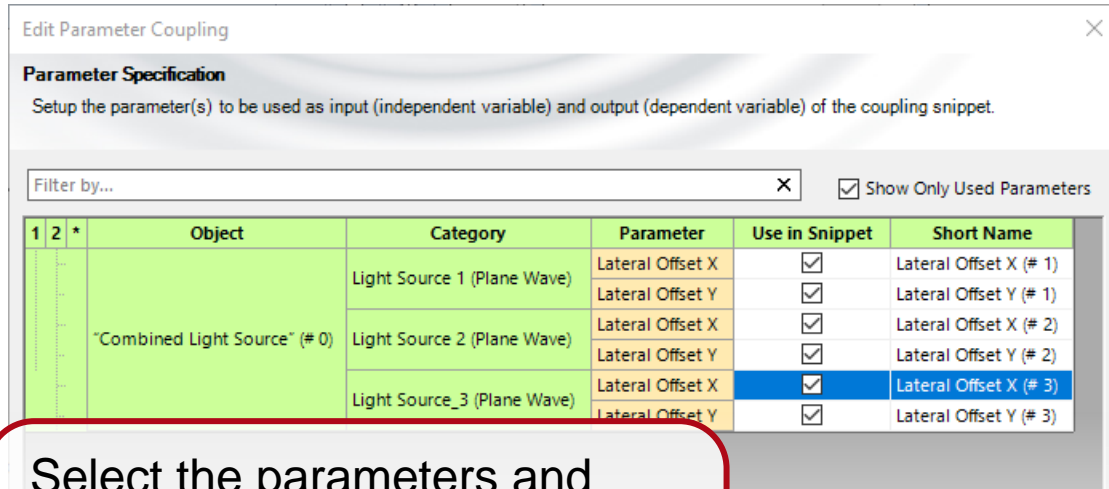 Edit Parameter Coupling
Parameter Specification
Setup the parameter(s) to be used as input (independent variable) and output (dependent variable) of the coupling snippet.
Filter by...
Show Only Used Parameters
1 2 * Object Category Parameter Use in Snippet Short Name
"Combined Light Source" (# 0)
Light Source 1 (Plane Wave)
Lateral Offset X Lateral Offset X (# 1)
Lateral Offset Y Lateral Offset Y (# 1)
Light Source 2 (Plane Wave)
Lateral Offset X Lateral Offset X (# 2)
Lateral Offset Y Lateral Offset Y (# 2)
Light Source_3 (Plane Wave)
Lateral Offset X Lateral Offset X (# 3)
Lateral Offset Y Lateral Offset Y (# 3)
Select the parameters and